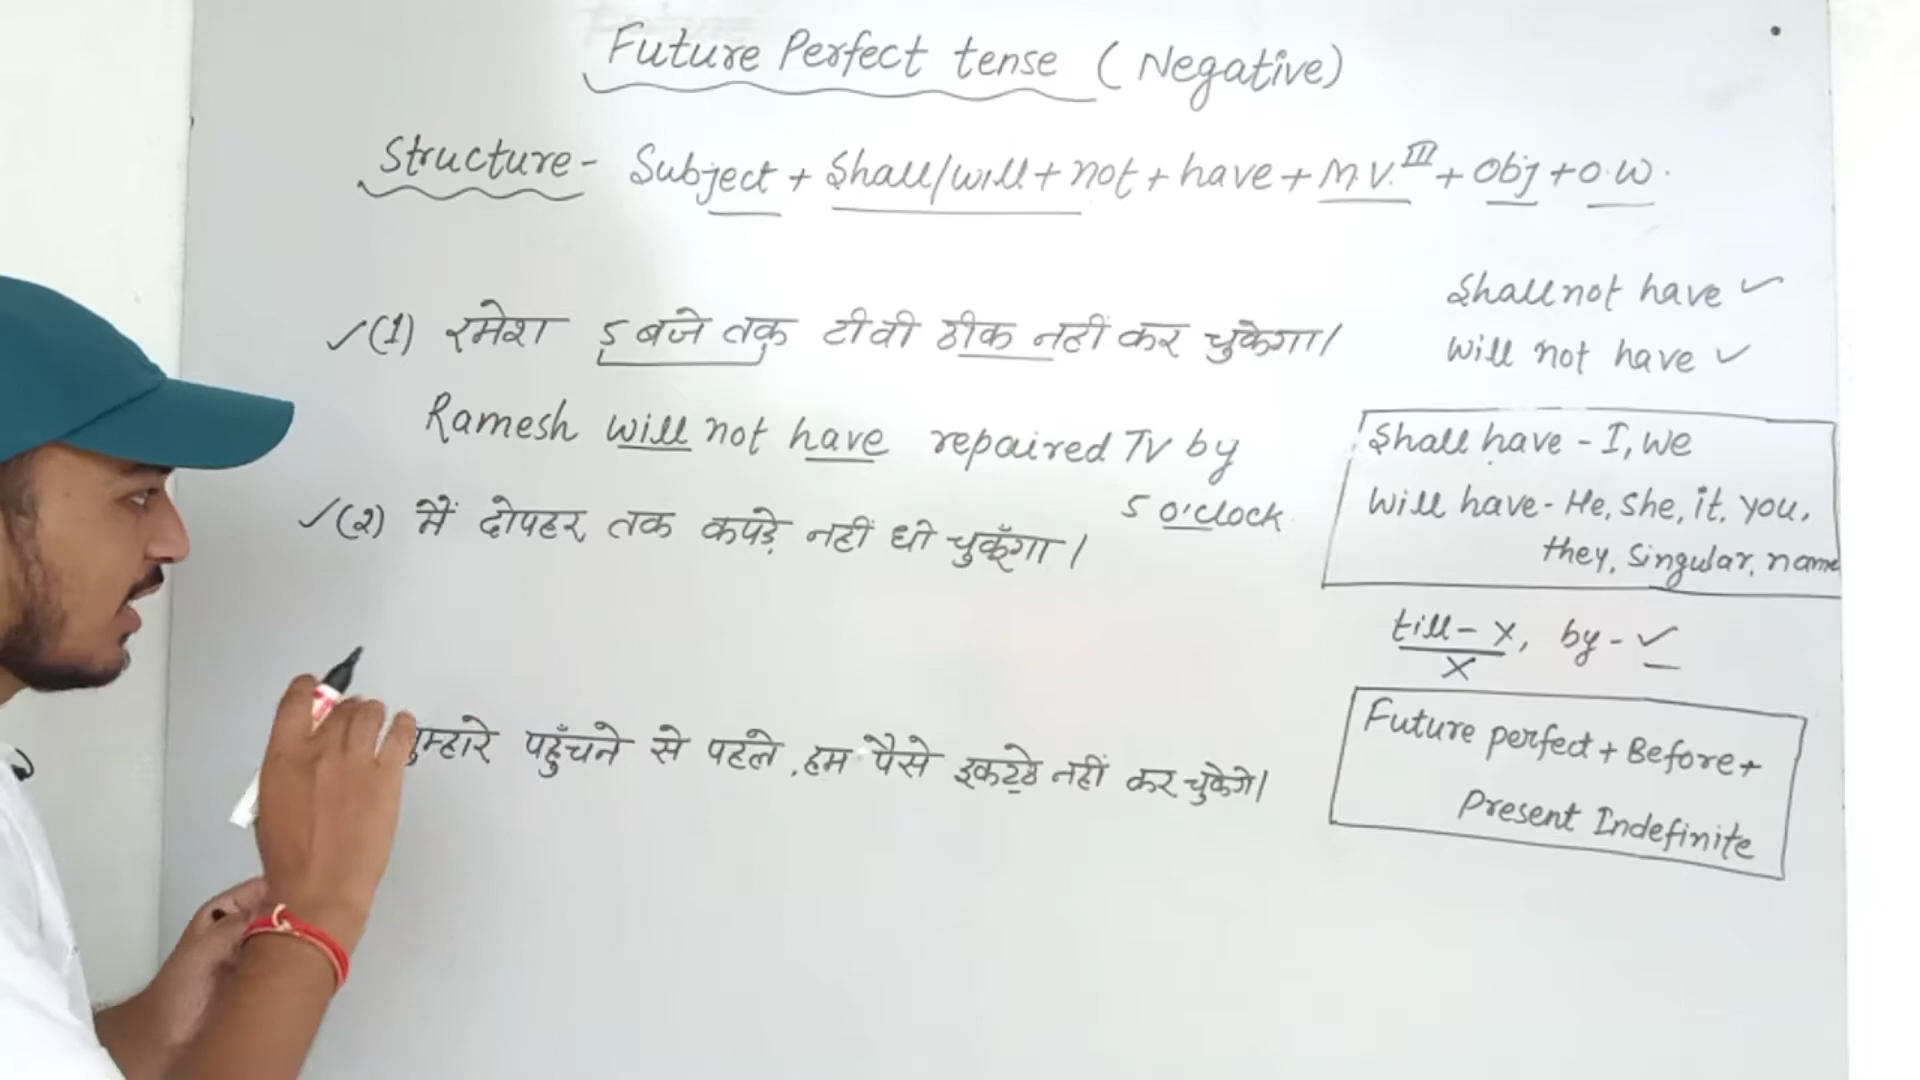 Future Perfect tense (Negative)
Structure- Subject + Shall/will + not + have + M.V.III + Obj + O.W.
Shall not have ✓
will not have ✓
✓(1) रमेश 5 बजे तक टीवी ठीक नहीं कर चुकेगा।
Ramesh will not have repaired TV by
5 o'clock.
✓(2) मैं दोपहर तक कपड़े नहीं धो चुकूँगा।
तुम्हारे पहुँचने से पहले, हम पैसे इकट्ठे नहीं कर चुकेगे।
Shall have - I, we
will have - He, she, it, you,
they, singular, name
till - x, by - ✓
x
Future perfect + Before +
Present Indefinite